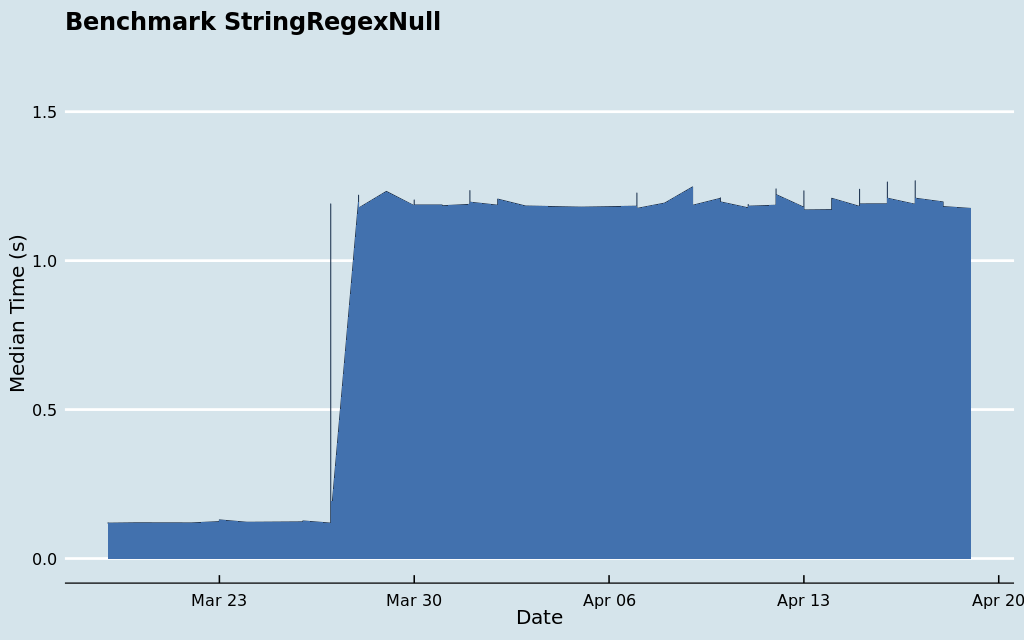 Benchmark StringRegexNull
1.5
1.0
0.5
0.0
Median Time (s)
Mar 23
Mar 30
Apr 06
Apr 13
Apr 20
Date